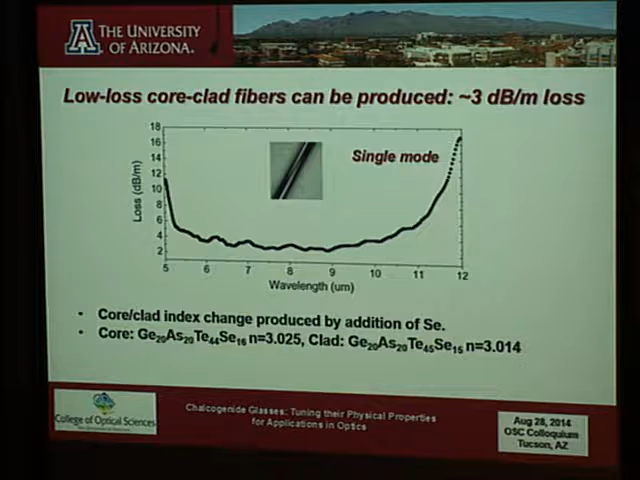 THE UNIVERSITY
OF ARIZONA.
Low-loss core-clad fibers can be produced: ~3 dB/m loss
Single mode
Loss (dB/m)
18
16
14
12
10
8
6
4
2
5 6 7 8 9 10 11 12
Wavelength (um)
• Core/clad index change produced by addition of Se.
• Core: Ge₂₀As₂₀Te₄₄Se₁₆ n=3.025, Clad: Ge₂₀As₂₀Te₄₅Se₁₅ n=3.014
College of Optical Sciences
Chalcogenide Glasses: Tuning their Physical Properties
for Applications in Optics
Aug 28, 2014
OSC Colloquium
Tucson, AZ